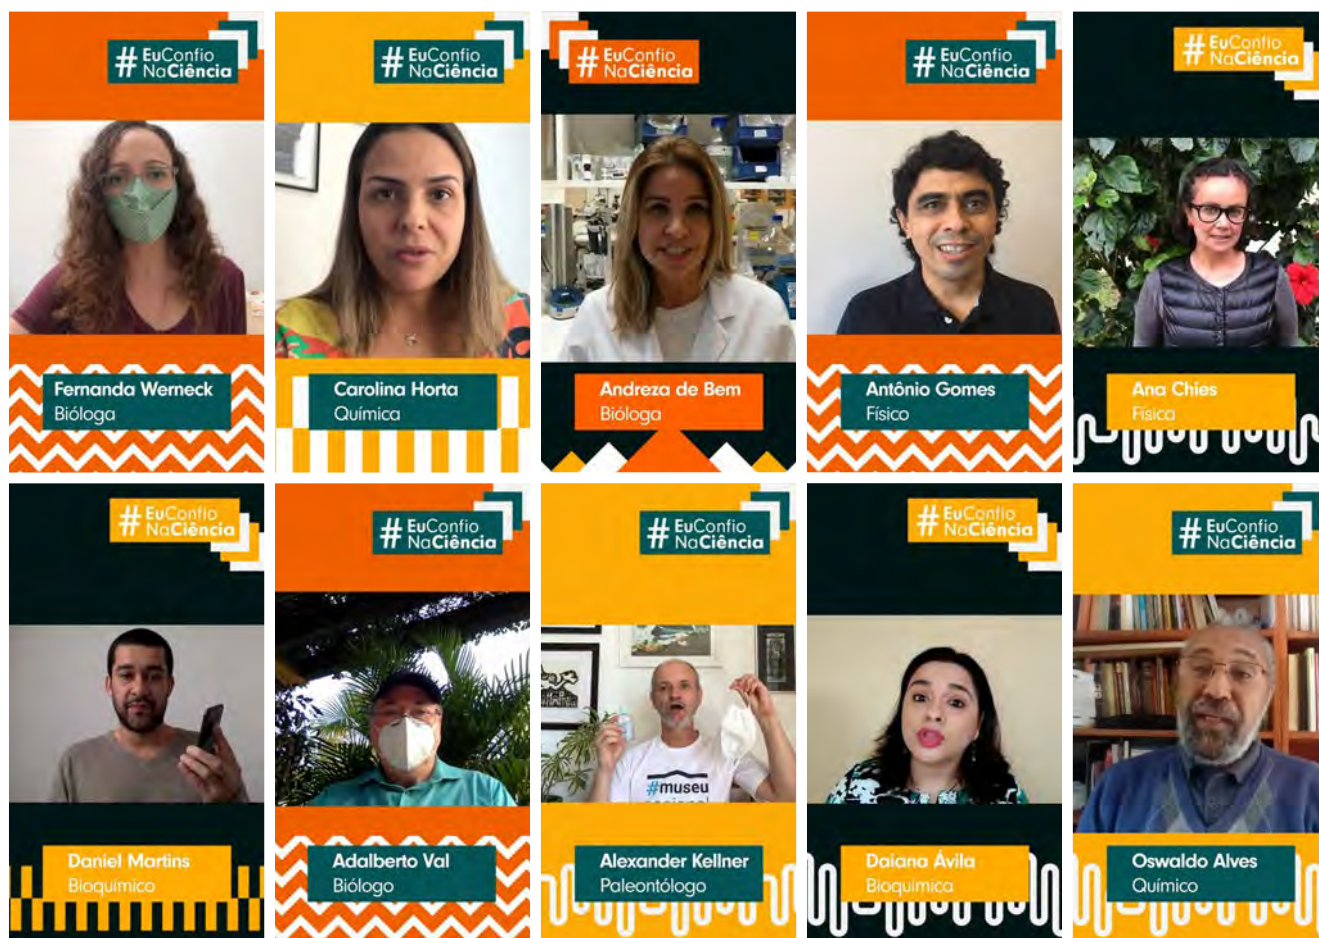 # EuConfio
NaCiência
Fernanda Werneck
Bióloga
# EuConfio
NaCiência
Carolina Horta
Química
# EuConfio
NaCiência
Andreza de Bem
Bióloga
# EuConfio
NaCiência
Antônio Gomes
Físico
# EuConfio
NaCiência
Ana Chies
Física
# EuConfio
NaCiência
Daniel Martins
Bioquímico
# EuConfio
NaCiência
Adalberto Val
Biólogo
# EuConfio
NaCiência
#museu
Alexander Kellner
Paleontólogo
# EuConfio
NaCiência
Daiana Ávila
Bioquímica
# EuConfio
NaCiência
Oswaldo Alves
Químico